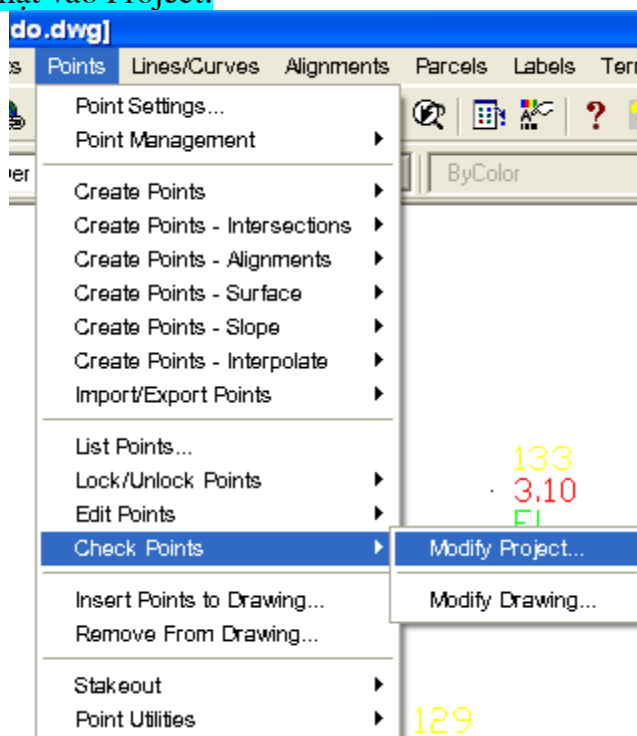 vào Project.
do.dwg]
Points Lines/Curves Alignments Parcels Labels
Point Settings...
Point Management
ByColor
Create Points
Create Points - Intersections
Create Points - Alignments
Create Points - Surface
Create Points - Slope
Create Points - Interpolate
Import/Export Points
List Points...
133
Lock/Unlock Points
3.10
Edit Points
Check Points
Modify Project...
Insert Points to Drawing...
Modify Drawing...
Remove From Drawing...
Stakeout
Point Utilities
129